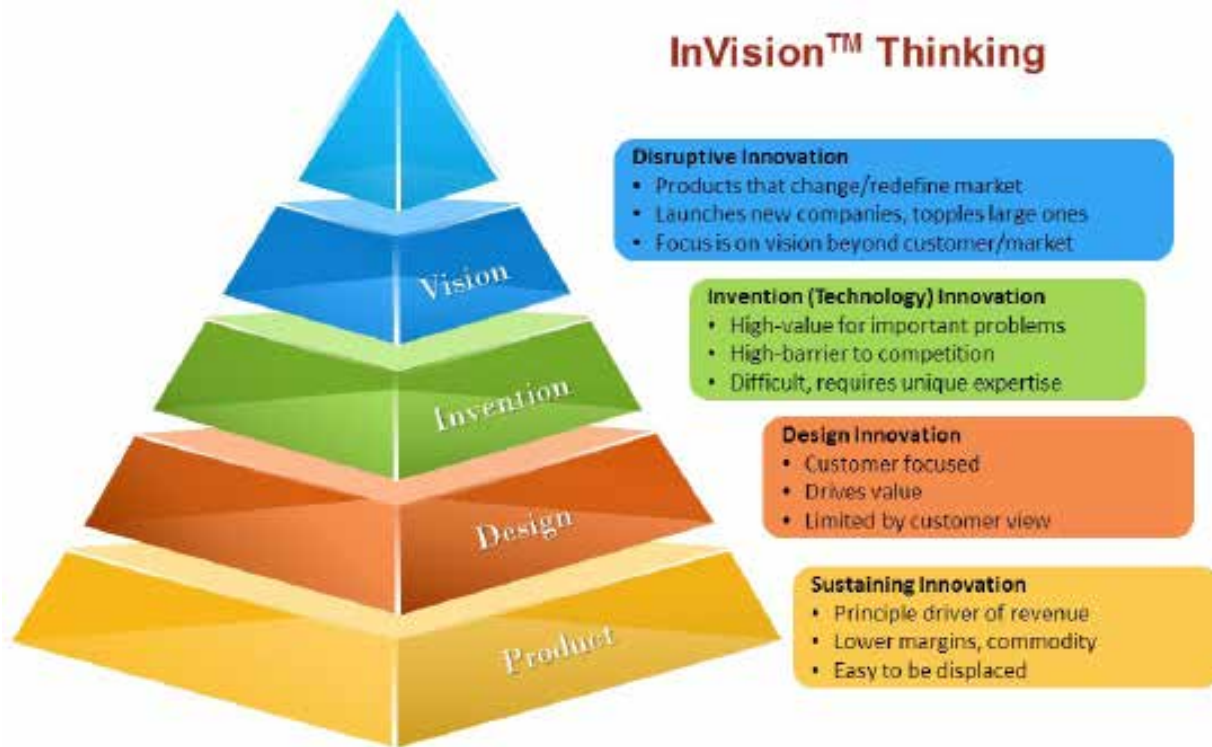 InVision™ Thinking
Disruptive Innovation
• Products that change/redefine market
• Launches new companies, topples large ones
• Focus is on vision beyond customer/market
Vision
Invention (Technology) Innovation
• High-value for important problems
• High-barrier to competition
• Difficult, requires unique expertise
Invention
Design Innovation
• Customer focused
• Drives value
• Limited by customer view
Design
Sustaining Innovation
• Principle driver of revenue
• Lower margins, commodity
• Easy to be displaced
Product